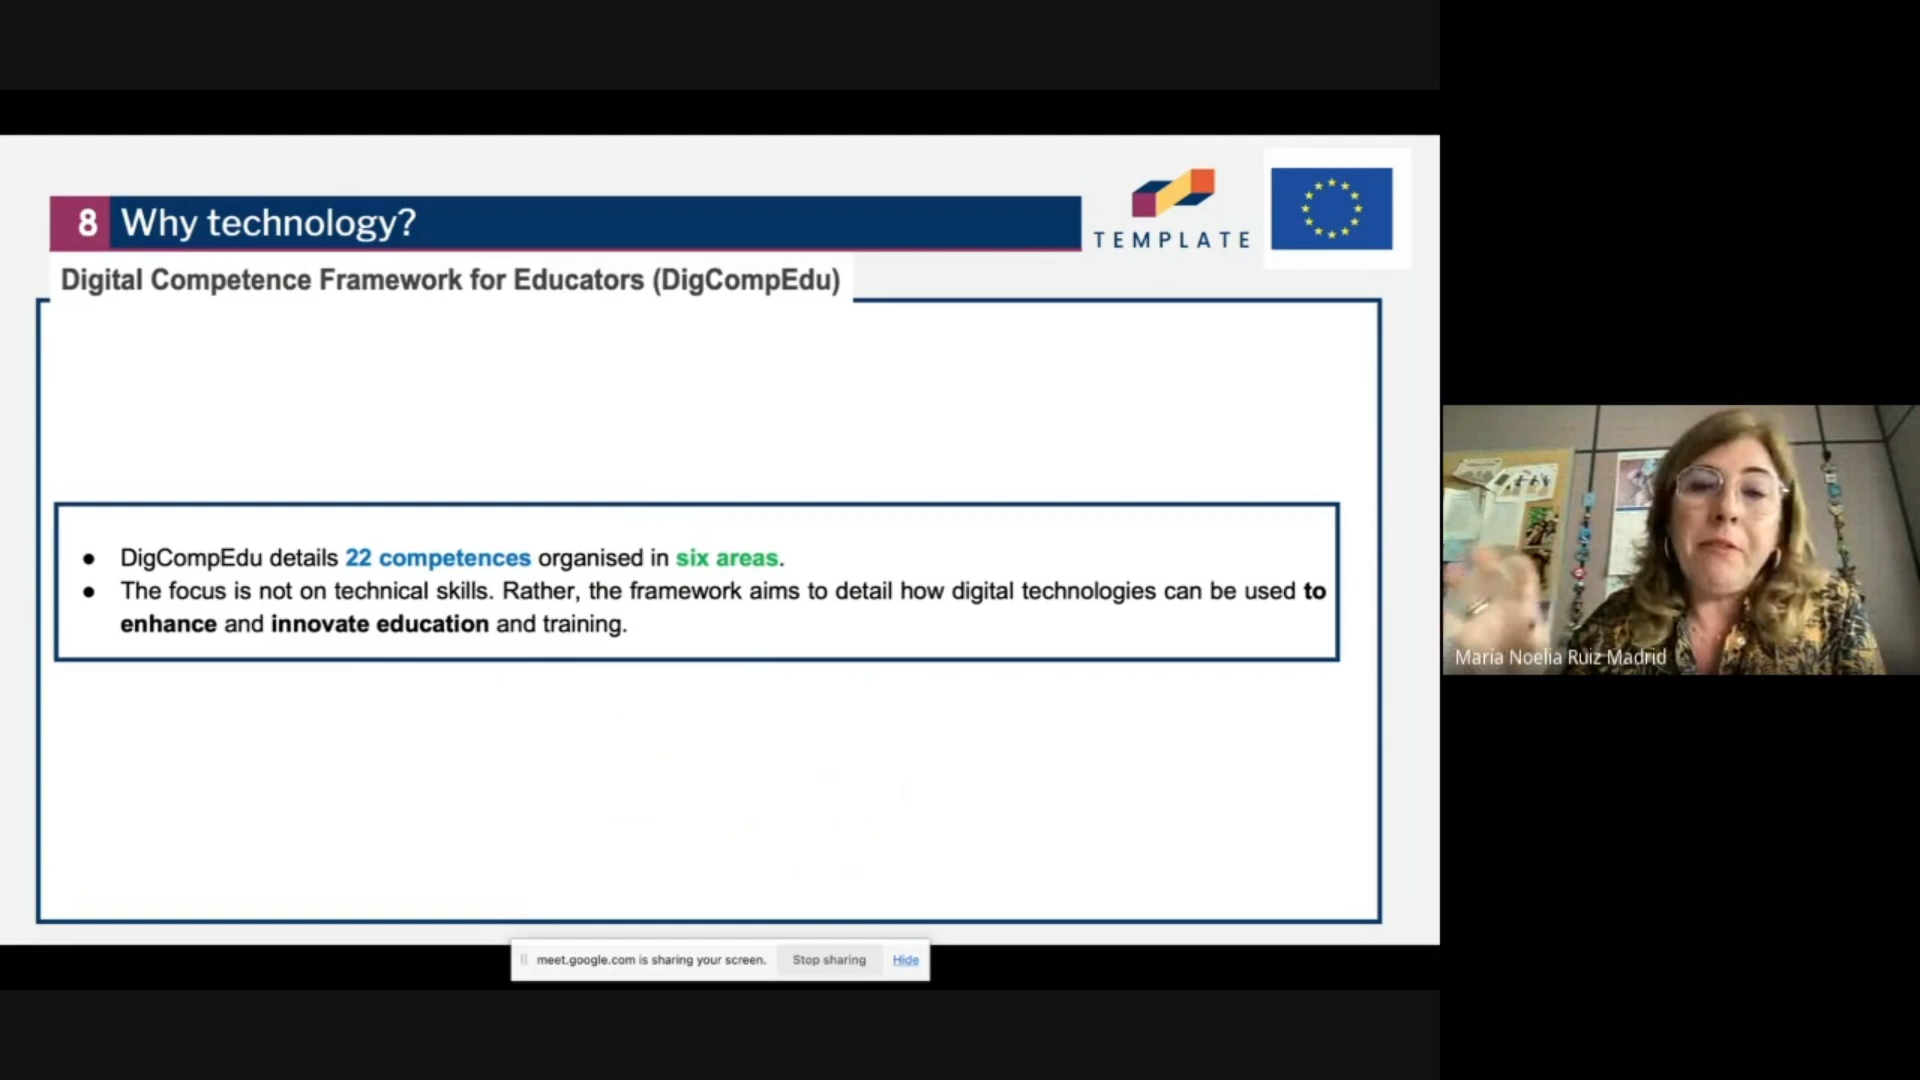 8 Why technology?
TEMPLATE
Digital Competence Framework for Educators (DigCompEdu)
● DigCompEdu details 22 competences organised in six areas.
● The focus is not on technical skills. Rather, the framework aims to detail how digital technologies can be used to
enhance and innovate education and training.
María Noelia Ruiz Madrid
meet.google.com is sharing your screen. Stop sharing Hide